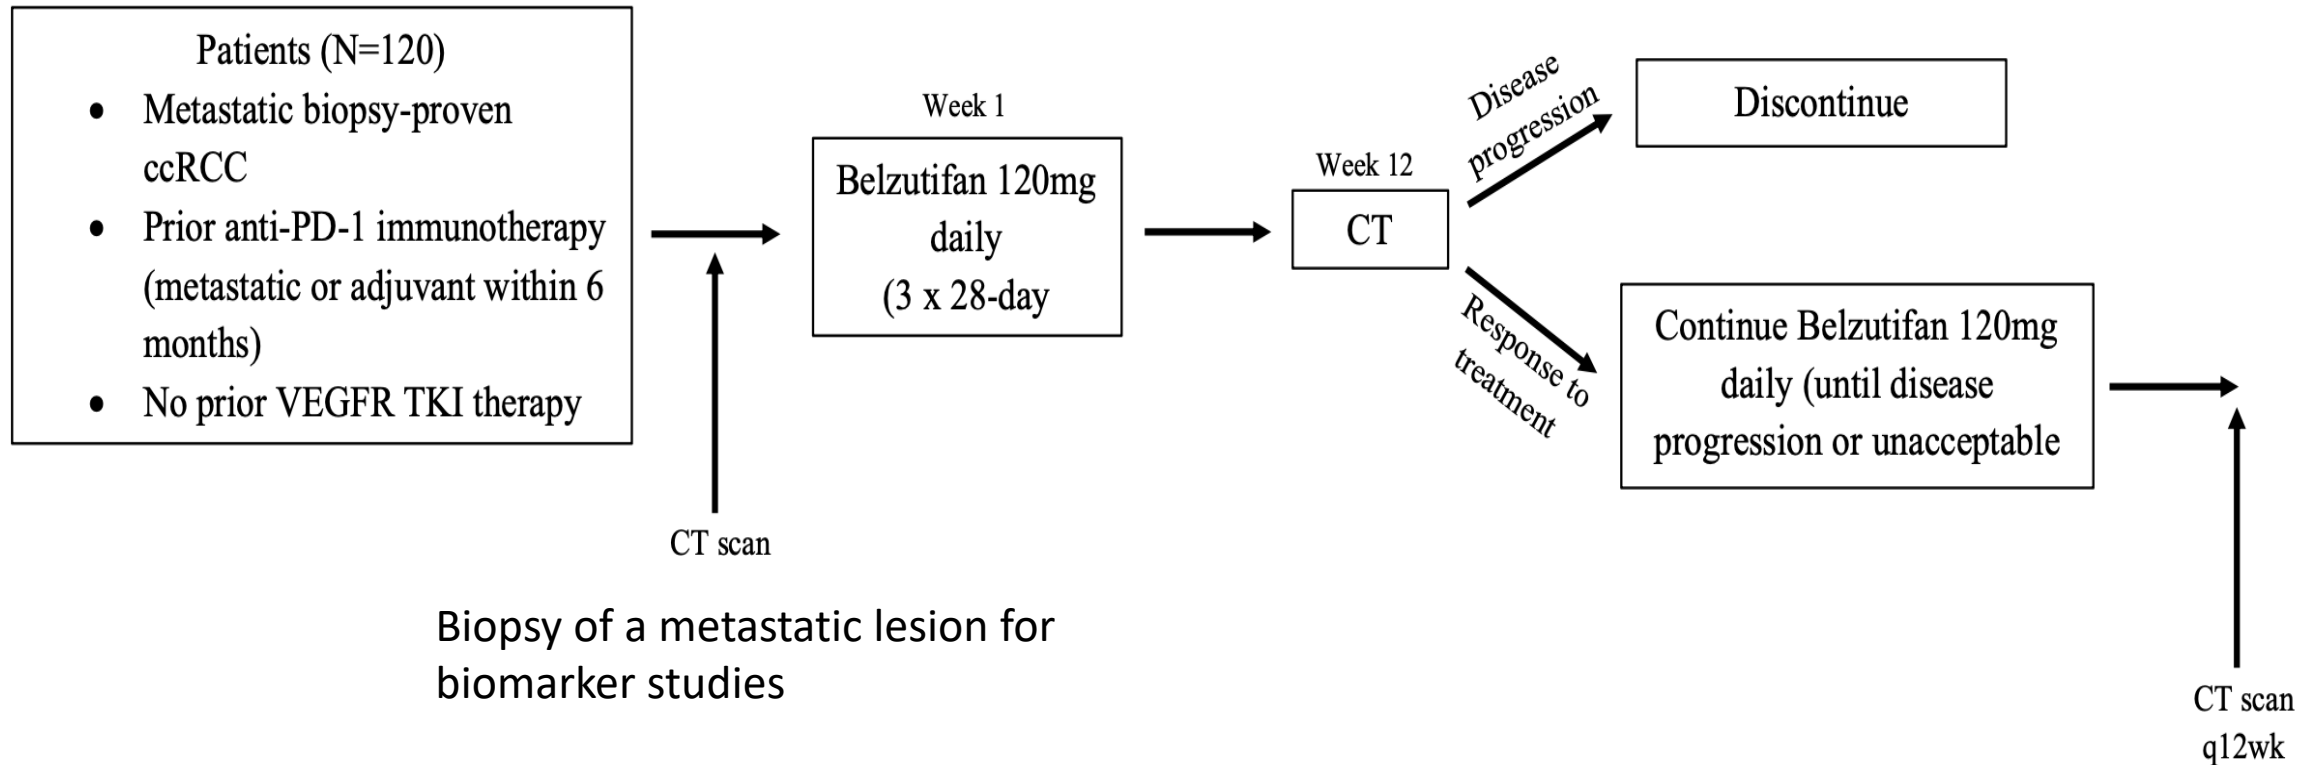 Patients (N=120)
• Metastatic biopsy-proven
ccRCC
• Prior anti-PD-1 immunotherapy
(metastatic or adjuvant within 6
months)
• No prior VEGFR TKI therapy
CT scan
Biopsy of a metastatic lesion for
biomarker studies
Week 1
Belzutifan 120mg
daily
(3 x 28-day
Week 12
CT
Disease
progression
Discontinue
Response to
treatment
Continue Belzutifan 120mg
daily (until disease
progression or unacceptable
CT scan
q12wk